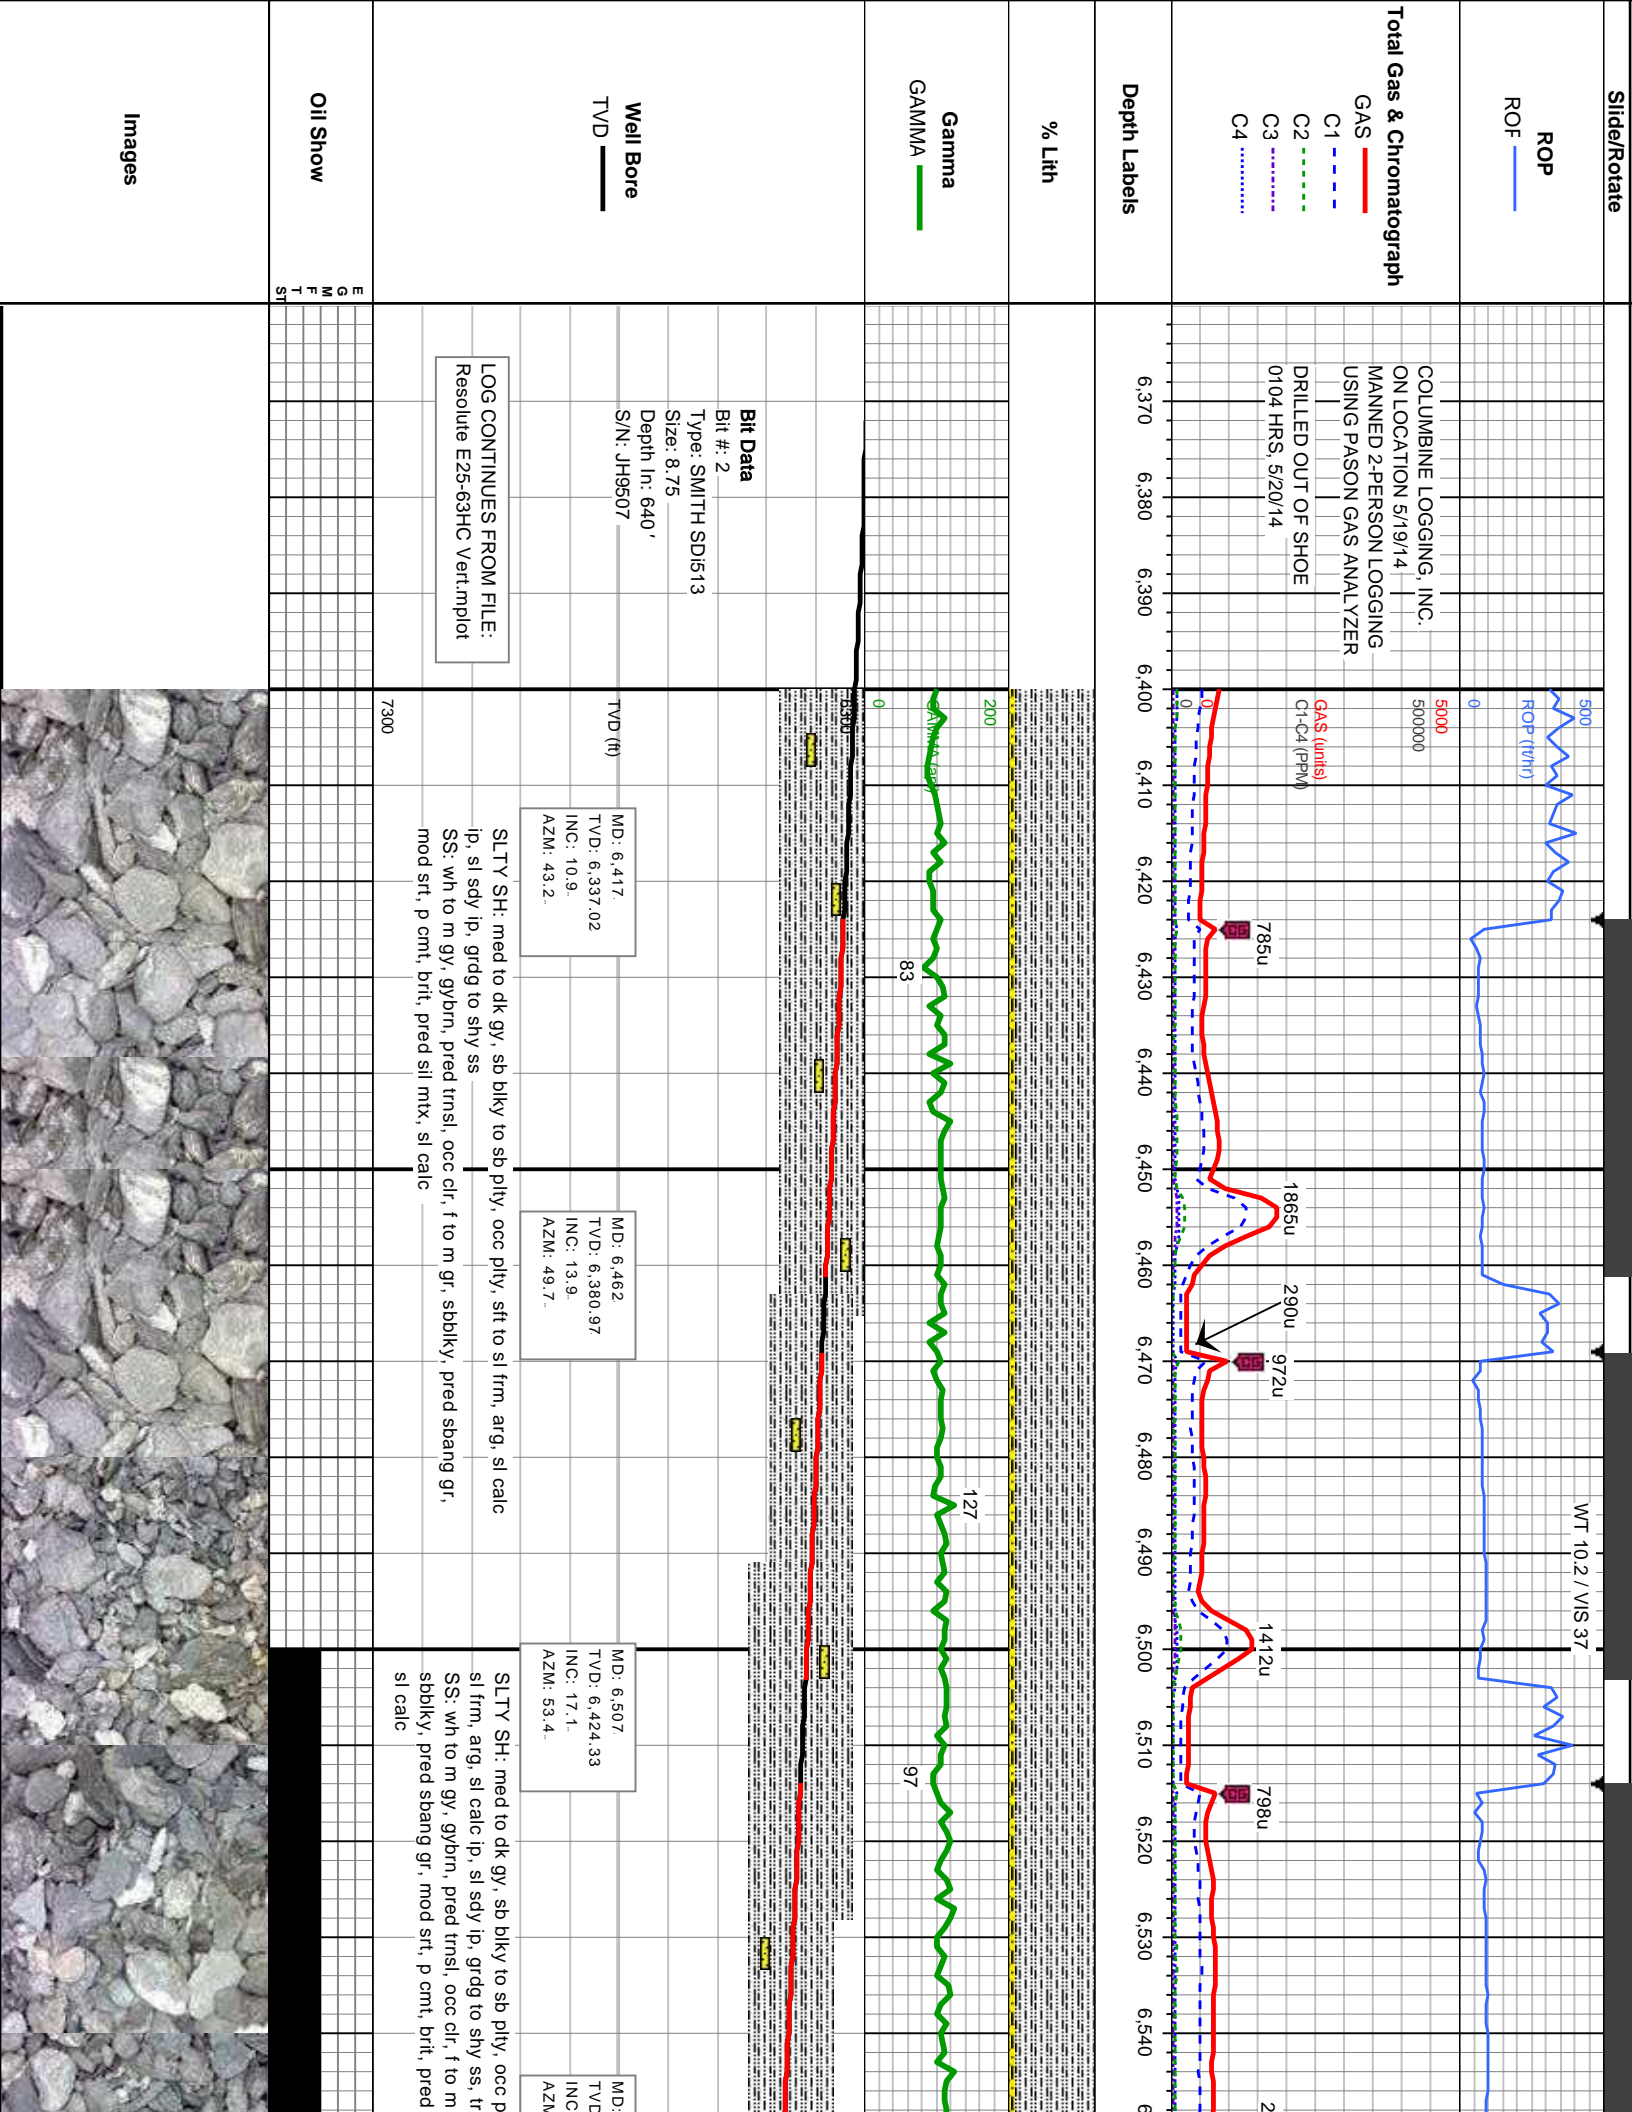 Slide/Rotate
ROP
ROF
Total Gas & Chromatograph
GAS
C1
C2
C3
C4
Depth Labels
% Lith
Gamma
GAMMA
Well Bore
TVD
Oil Show
E
G
M
F
T
ST
Images
COLUMBINE LOGGING, INC.
ON LOCATION 5/19/14
MANNED 2-PERSON LOGGING
USING PASON GAS ANALYZER
DRILLED OUT OF SHOE
0104 HRS, 5/20/14
500
ROP (ft/hr)
0
5000
50000
GAS (units)
C1-C4 (PPM)
0
0
785u
1865u
290u
972u
WT 10.2 / VIS 37
1412u
798u
2
6,370
6,380
6,390
6,400
6,410
6,420
6,430
6,440
6,450
6,460
6,470
6,480
6,490
6,500
6,510
6,520
6,530
6,540
6
200
GAMMA (api)
0
83
127
97
Bit Data
Bit #: 2
Type: SMITH SDI513
Size: 8.75
Depth In: 640'
S/N: JH9507
LOG CONTINUES FROM FILE:
Resolute E25-63HC Vert.mplot
6300
TVD (ft)
7300
MD: 6,417
TVD: 6,337.02
INC: 10.9
AZM: 43.2
MD: 6,462
TVD: 6,380.97
INC: 13.9
AZM: 49.7
MD: 6,507
TVD: 6,424.33
INC: 17.1
AZM: 53.4
MD:
TVD
INC
AZM
SLTY SH: med to dk gy, sb blky to sb plty, occ plty, sft to sl frm, arg, sl calc
ip, sl sdy ip, grdg to shy ss
SS: wh to m gy, gybrn, pred trnsl, occ clr, f to m gr, sbblky, pred sbang gr,
mod srt, p cmt, brit, pred sil mtx, sl calc
SLTY SH: med to dk gy, sb blky to sb plty, occ p
sl frm, arg, sl calc ip, sl sdy ip, grdg to shy ss, tr
SS: wh to m gy, gybrn, pred trnsl, occ clr, f to m
sbblky, pred sbang gr, mod srt, p cmt, brit, pred
sl calc